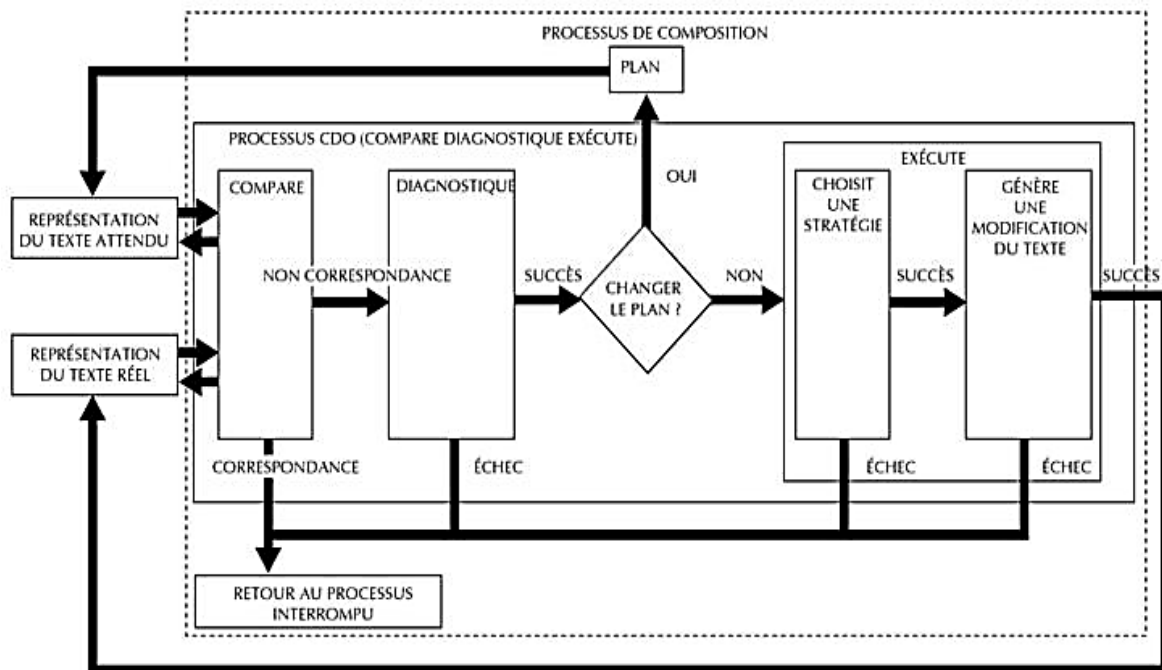 PROCESSUS DE COMPOSITION
PLAN
PROCESSUS CDO (COMPARE DIAGNOSTIQUE EXÉCUTE)
EXÉCUTE
COMPARE
DIAGNOSTIQUE
OUI
CHOISIT
UNE
STRATÉGIE
GÉNÈRE
UNE
MODIFICATION
DU TEXTE
REPRÉSENTATION
DU TEXTE ATTENDU
NON CORRESPONDANCE
SUCCÈS
CHANGER
LE PLAN ?
NON
SUCCÈS
SUCCÈS
REPRÉSENTATION
DU TEXTE RÉEL
CORRESPONDANCE
ÉCHEC
ÉCHEC
ÉCHEC
RETOUR AU PROCESSUS
INTERROMPU